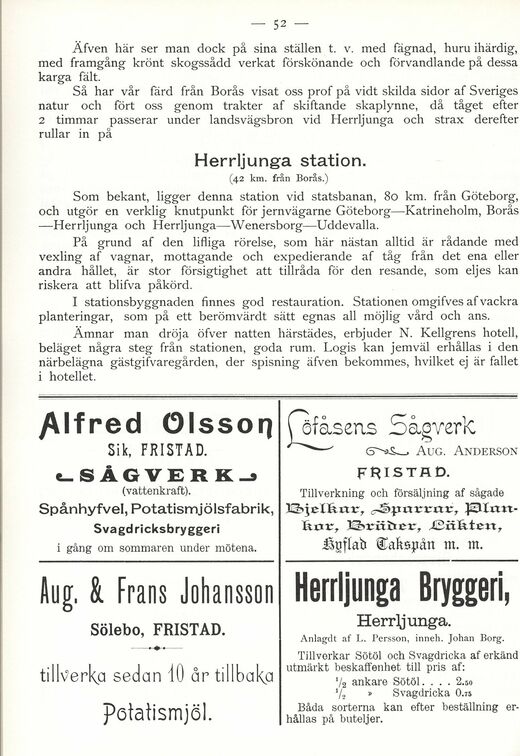 — 52 —
Äfven här ser man dock på sina ställen t. v. med fägnad, huru ihärdig,
med framgång krönt skogssådd verkat förskönande och förvandlande på dessa
karga fält.
Så har vår färd från Borås visat oss prof på vidt skilda sidor af Sveriges
natur och fört oss genom trakter af skiftande skaplynne, då tåget efter
2 timmar passerar under landsvägsbron vid Herrljunga och strax derefter
rullar in på
Herrljunga station.
(42 km. från Borås.)
Som bekant, ligger denna station vid statsbanan, 80 km. från Göteborg,
och utgör en verklig knutpunkt för jernvägarne Göteborg—Katrineholm, Borås
—Herrljunga och Herrljunga—Wenersborg—Uddevalla.
På grund af den lifliga rörelse, som här nästan alltid är rådande med
vexling af vagnar, mottagande och expedierande af tåg från det ena eller
andra hållet, är stor försigtighet att tillråda för den resande, som eljes kan
riskera att blifva påkörd.
I stationsbyggnaden finnes god restauration. Stationen omgifves af vackra
planteringar, som på ett berömvärdt sätt egnas all möjlig vård och ans.
Ämnar man dröja öfver natten härstädes, erbjuder N. Kellgrens hotell,
beläget några steg från stationen, goda rum. Logis kan jemväl erhållas i den
närbelägna gästgifvaregården, der spisning äfven bekommes, hvilket ej är fallet
i hotellet.
Alfred Olsson
Sik, FRISTAD.
SÅGVERK
(vattenkraft).
Spånhyfvel, Potatismjölsfabrik,
Svagdricksbryggeri
i gång om sommaren under mötena.
Löfåsens Sågverk
AUG. ANDERSON
FRISTAD.
Tillverkning och försäljning af sågade
Bjelkar, Sparrar, Plan-
kor, Bräder, Läkten,
Hyflad Takspån m. m.
Aug. & Frans Johansson
Sölebo, FRISTAD.
tillverka sedan 10 år tillbaka
Potatismjöl.
Herrljunga Bryggeri,
Herrljunga.
Anlagdt af L. Persson, inneh. Johan Borg.
Tillverkar Sötöl och Svagdricka af erkänd
utmärkt beskaffenhet till pris af:
1/2 ankare Sötöl. . . . 2.50
1/2 » Svagdricka 0.75
Båda sorterna kan efter beställning er-
hållas på buteljer.